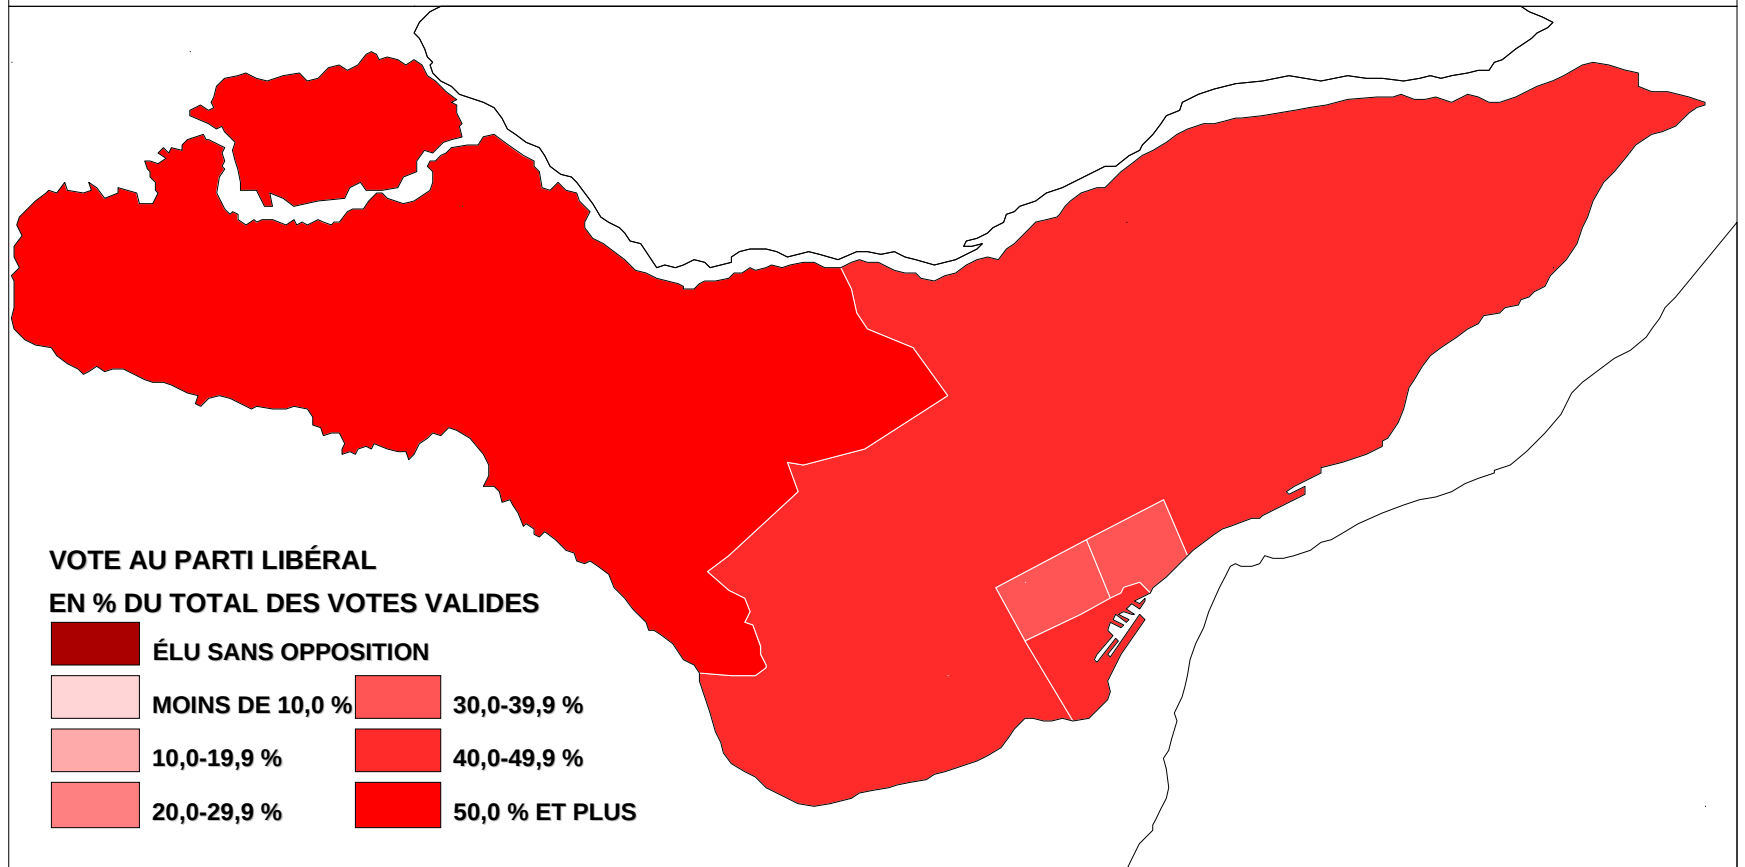 VOTE AU PARTI LIBÉRAL
EN % DU TOTAL DES VOTES VALIDES
ÉLU SANS OPPOSITION
MOINS DE 10,0 %
30,0-39,9 %
10,0-19,9 %
40,0-49,9 %
20,0-29,9 %
50,0 % ET PLUS